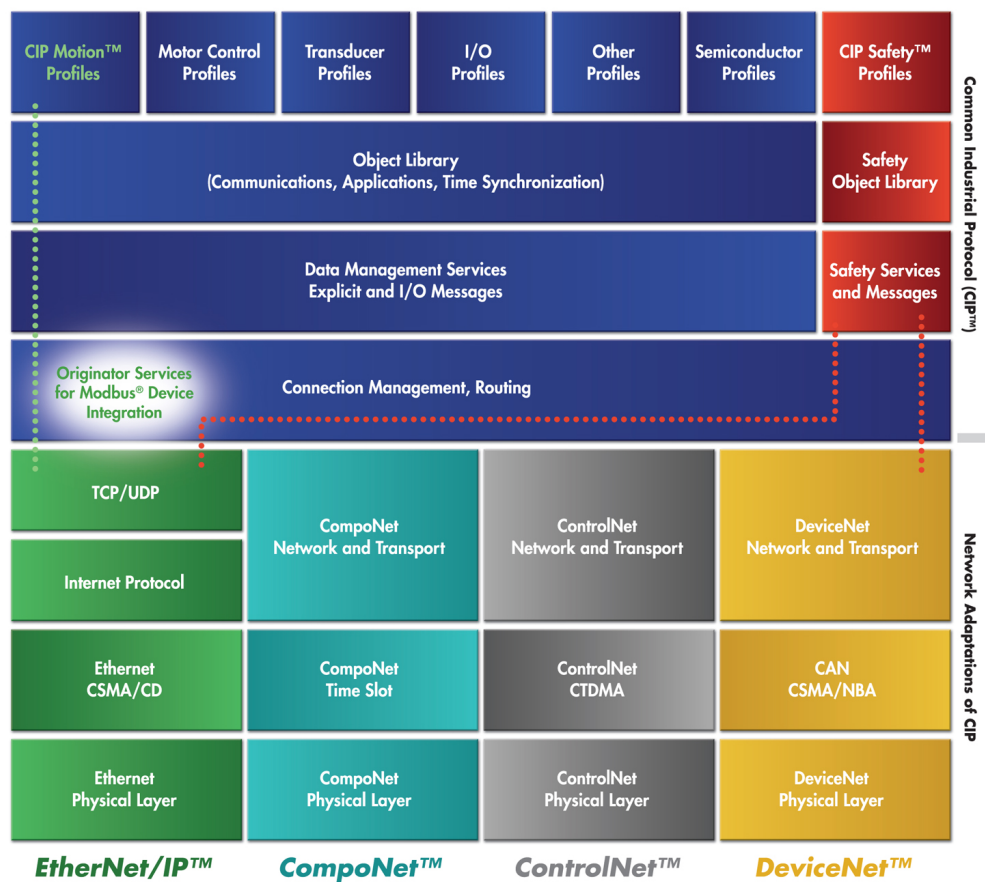 CIP Motion™
Profiles
Motor Control
Profiles
Transducer
Profiles
I/O
Profiles
Other
Profiles
Semiconductor
Profiles
CIP Safety™
Profiles
Object Library
(Communications, Applications, Time Synchronization)
Safety
Object Library
Data Management Services
Explicit and I/O Messages
Safety Services
and Messages
Common Industrial Protocol (CIP™)
Originator Services
for Modbus® Device
Integration
Connection Management, Routing
TCP/UDP
Internet Protocol
CompoNet
Network and Transport
ControlNet
Network and Transport
DeviceNet
Network and Transport
Ethernet
CSMA/CD
CompoNet
Time Slot
ControlNet
CTDMA
CAN
CSMA/NBA
Ethernet
Physical Layer
CompoNet
Physical Layer
ControlNet
Physical Layer
DeviceNet
Physical Layer
Network Adaptations of CIP
EtherNet/IP™
CompoNet™
ControlNet™
DeviceNet™